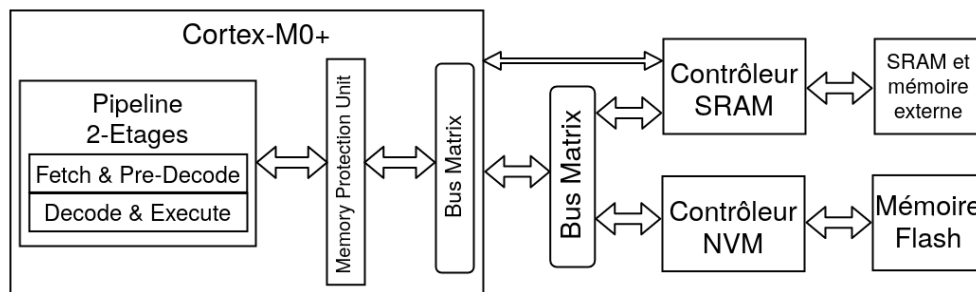 Cortex-M0+
Pipeline
2-Etages
Fetch & Pre-Decode
Decode & Execute
Memory Protection Unit
Bus Matrix
Bus Matrix
Contrôleur
SRAM
SRAM et
mémoire
externe
Contrôleur
NVM
Mémoire
Flash